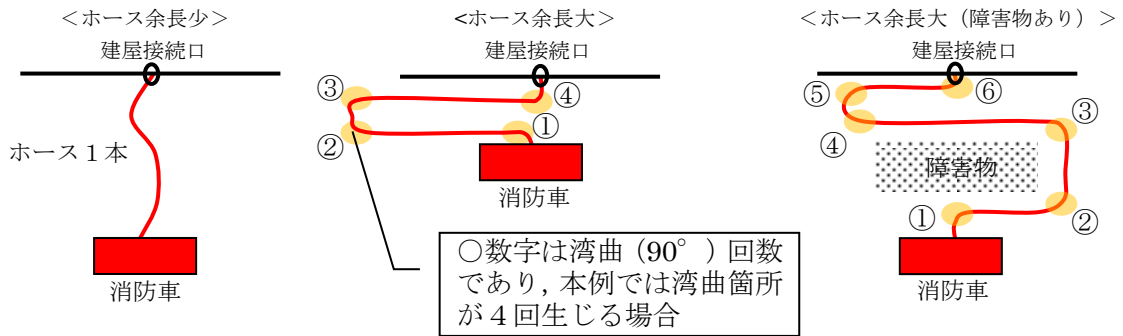 ＜ホース余長少＞
建屋接続口
ホース１本
消防車
<ホース余長大＞
建屋接続口
③
④
②
①
消防車
○数字は湾曲（90°）回数
であり，本例では湾曲箇所
が４回生じる場合
＜ホース余長大（障害物あり）＞
建屋接続口
⑤
⑥
③
④
障害物
①
②
消防車